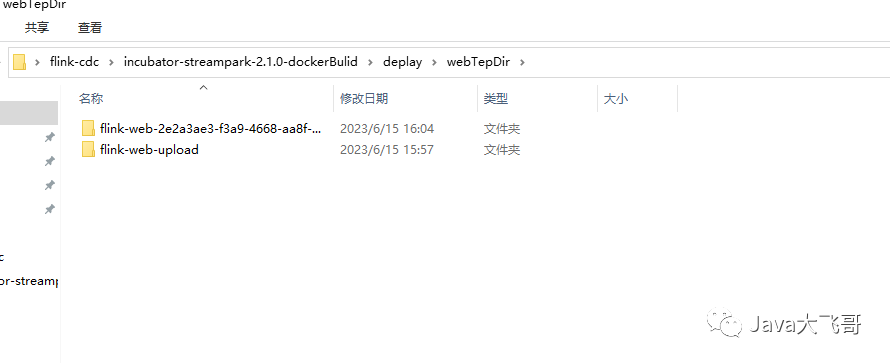 webTepDir
共享 查看
flink-cdc incubator-streampark-2.1.0-dockerBulid deplay webTepDir
名称 修改日期 类型 大小
flink-web-2e2a3ae3-f3a9-4668-aa8f-... 2023/6/15 16:04 文件夹
flink-web-upload 2023/6/15 15:57 文件夹
c
or-stream
Java大飞哥